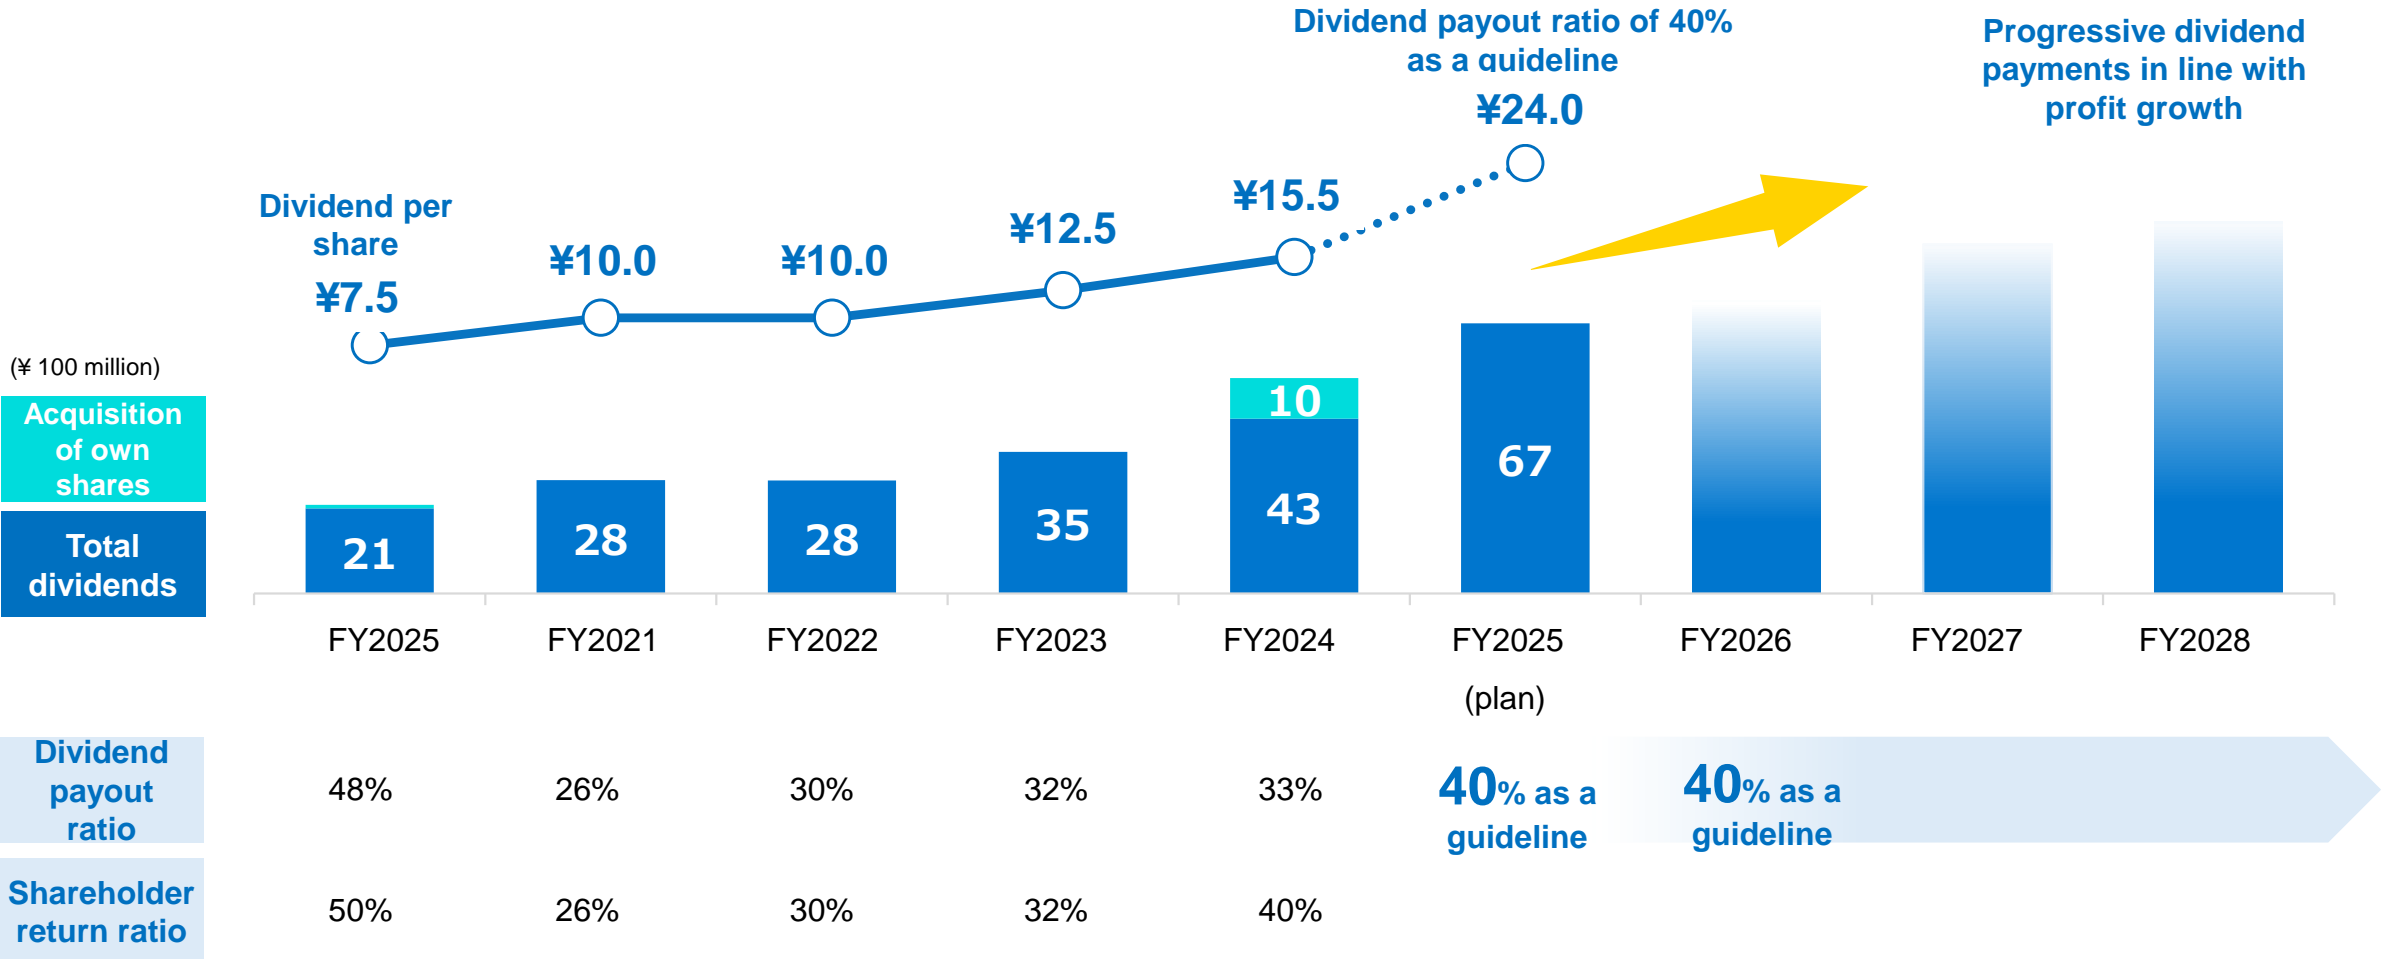 Dividend payout ratio of 40%
as a guideline
¥24.0
Progressive dividend
payments in line with
profit growth
Dividend per
share
¥7.5
¥10.0
¥10.0
¥12.5
¥15.5
(¥ 100 million)
Acquisition
of own
shares
Total
dividends
21
28
28
35
10
43
67
FY2025
FY2021
FY2022
FY2023
FY2024
FY2025
(plan)
FY2026
FY2027
FY2028
Dividend
payout
ratio
48%
26%
30%
32%
33%
40% as a
guideline
40% as a
guideline
Shareholder
return ratio
50%
26%
30%
32%
40%